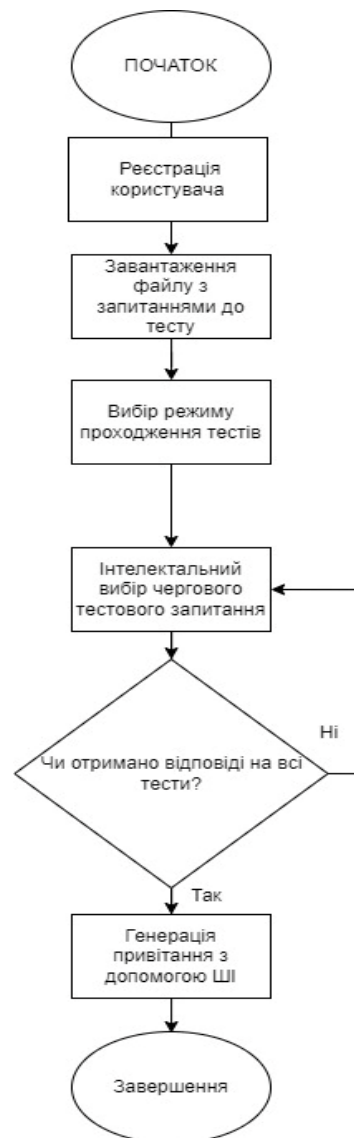 ПОЧАТОК
Реєстрація
користувача
Завантаження
файлу з
запитаннями до
тесту
Вибір режиму
проходження тестів
Інтелектальний
вибір чергового
тестового запитання
Чи отримано відповіді на всі
тести?
Ні
Так
Генерація
привітання з
допомогою ШІ
Завершення